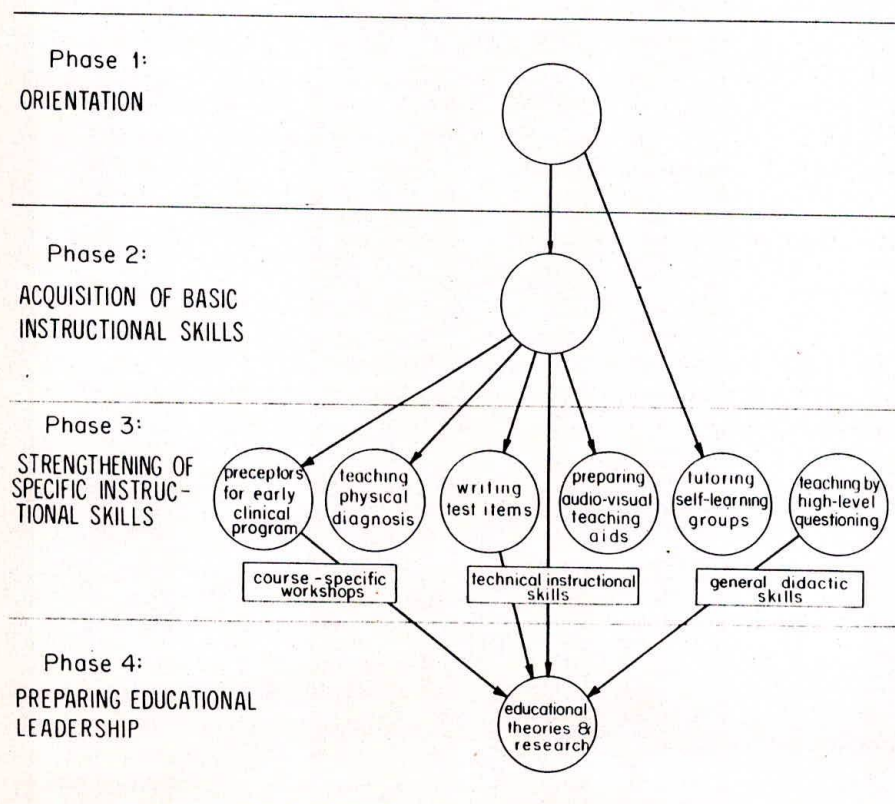 Phase 1:
ORIENTATION
Phase 2:
ACQUISITION OF BASIC
INSTRUCTIONAL SKILLS
Phase 3:
STRENGTHENING OF
SPECIFIC INSTRUC-
TIONAL SKILLS
preceptors
for early
clinical
program
teaching
physical
diagnosis
writing
test items
preparing
audio-visual
teaching
aids
tutoring
self-learning
groups
teaching by
high-level
questioning
course-specific
workshops
technical instructional
skills
general didactic
skills
Phase 4:
PREPARING EDUCATIONAL
LEADERSHIP
educational
theories &
research